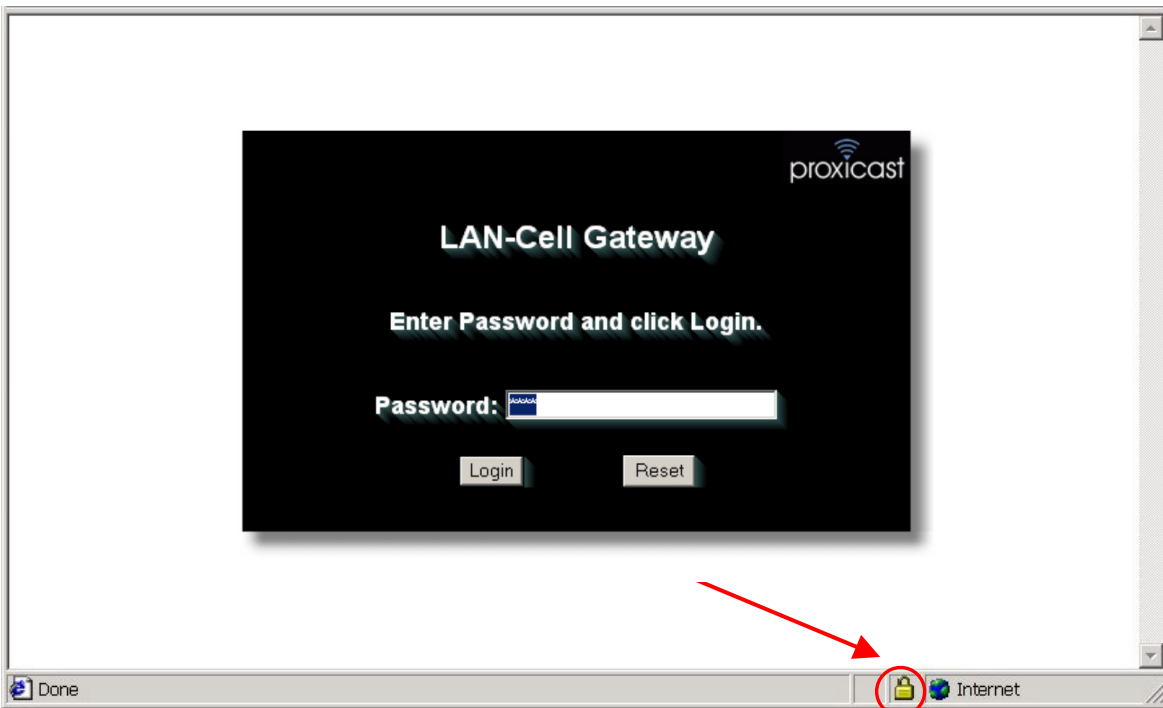 proxicast
LAN-Cell Gateway
Enter Password and click Login.
Password: ****
Login Reset
Done Internet